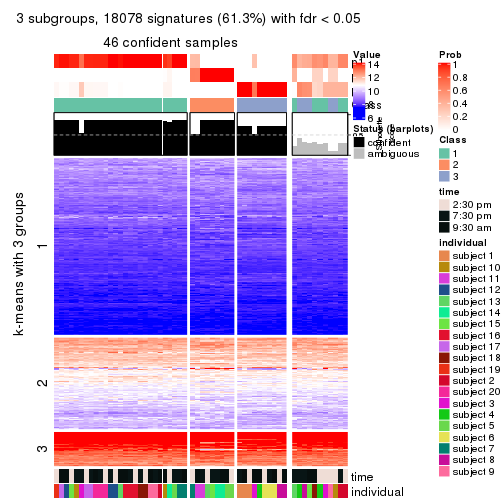 3 subgroups, 18078 signatures (61.3%) with fdr < 0.05
46 confident samples
k-means with 3 groups
1
2
3
time
individual
Value
14
12
10
8
6
Status (barplots)
confident
ambiguous
Silhouette
score
Prob
1
0.8
0.6
0.4
0.2
0
Class
1
2
3
time
2:30 pm
7:30 pm
9:30 am
individual
subject 1
subject 10
subject 11
subject 12
subject 13
subject 14
subject 15
subject 16
subject 17
subject 18
subject 19
subject 2
subject 20
subject 3
subject 4
subject 5
subject 6
subject 7
subject 8
subject 9